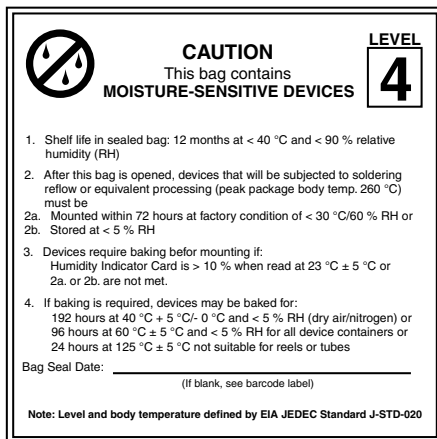 LEVEL
4
CAUTION
This bag contains
MOISTURE-SENSITIVE DEVICES
1. Shelf life in sealed bag: 12 months at < 40 °C and < 90 % relative
humidity (RH)
2. After this bag is opened, devices that will be subjected to soldering
reflow or equivalent processing (peak package body temp. 260 °C)
must be
2a. Mounted within 72 hours at factory condition of < 30 °C/60 % RH or
2b. Stored at < 5 % RH
3. Devices require baking befor mounting if:
Humidity Indicator Card is > 10 % when read at 23 °C ± 5 °C or
2a. or 2b. are not met.
4. If baking is required, devices may be baked for:
192 hours at 40 °C + 5 °C/- 0 °C and < 5 % RH (dry air/nitrogen) or
96 hours at 60 °C ± 5 °C and < 5 % RH for all device containers or
24 hours at 125 °C ± 5 °C not suitable for reels or tubes
Bag Seal Date:
(If blank, see barcode label)
Note: Level and body temperature defined by EIA JEDEC Standard J-STD-020